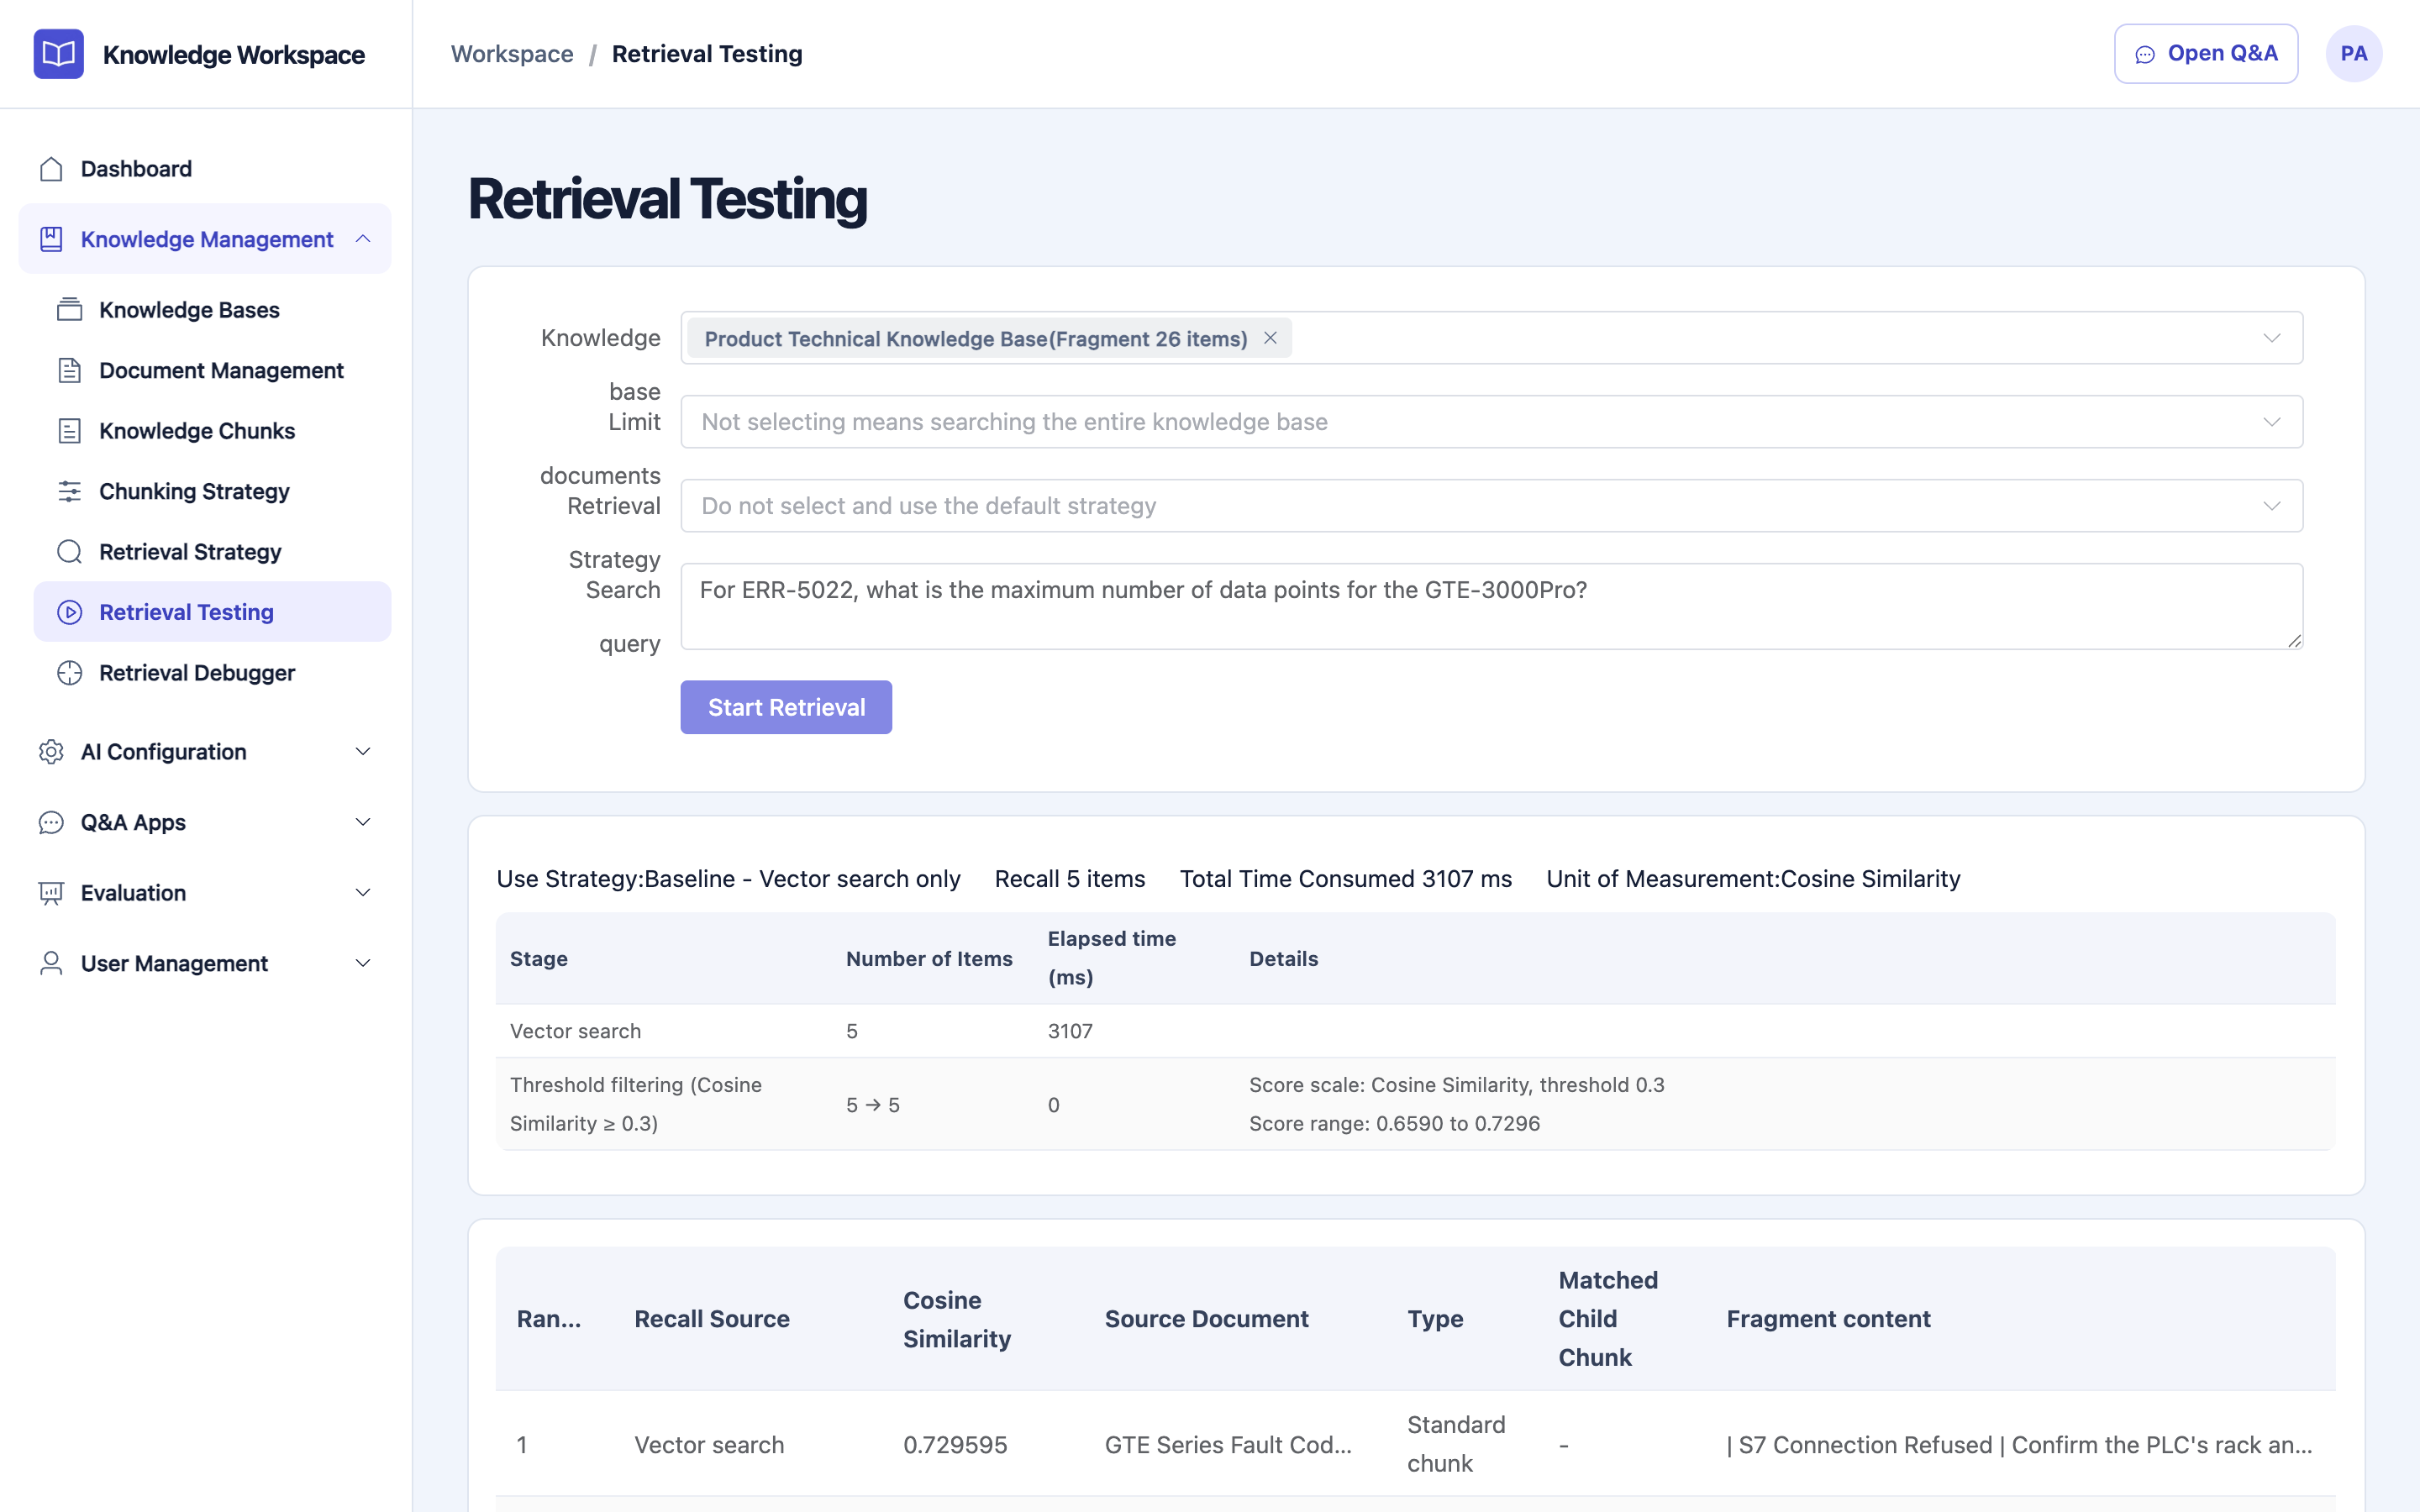 Knowledge Workspace
Workspace / Retrieval Testing
Open Q&A
PA
Dashboard
Knowledge Management
Knowledge Bases
Document Management
Knowledge Chunks
Chunking Strategy
Retrieval Strategy
Retrieval Testing
Retrieval Debugger
AI Configuration
Q&A Apps
Evaluation
User Management
Retrieval Testing
Knowledge base
Product Technical Knowledge Base(Fragment 26 items)
Limit documents
Not selecting means searching the entire knowledge base
Retrieval Strategy
Do not select and use the default strategy
Search query
For ERR-5022, what is the maximum number of data points for the GTE-3000Pro?
Start Retrieval
Use Strategy:Baseline - Vector search only Recall 5 items Total Time Consumed 3107 ms Unit of Measurement:Cosine Similarity
Stage Number of Items Elapsed time (ms) Details
Vector search 5 3107
Threshold filtering (Cosine Similarity ≥ 0.3) 5 → 5 0 Score scale: Cosine Similarity, threshold 0.3
Score range: 0.6590 to 0.7296
Ran... Recall Source Cosine Similarity Source Document Type Matched Child Chunk Fragment content
1 Vector search 0.729595 GTE Series Fault Cod... Standard chunk - | S7 Connection Refused | Confirm the PLC's rack an...